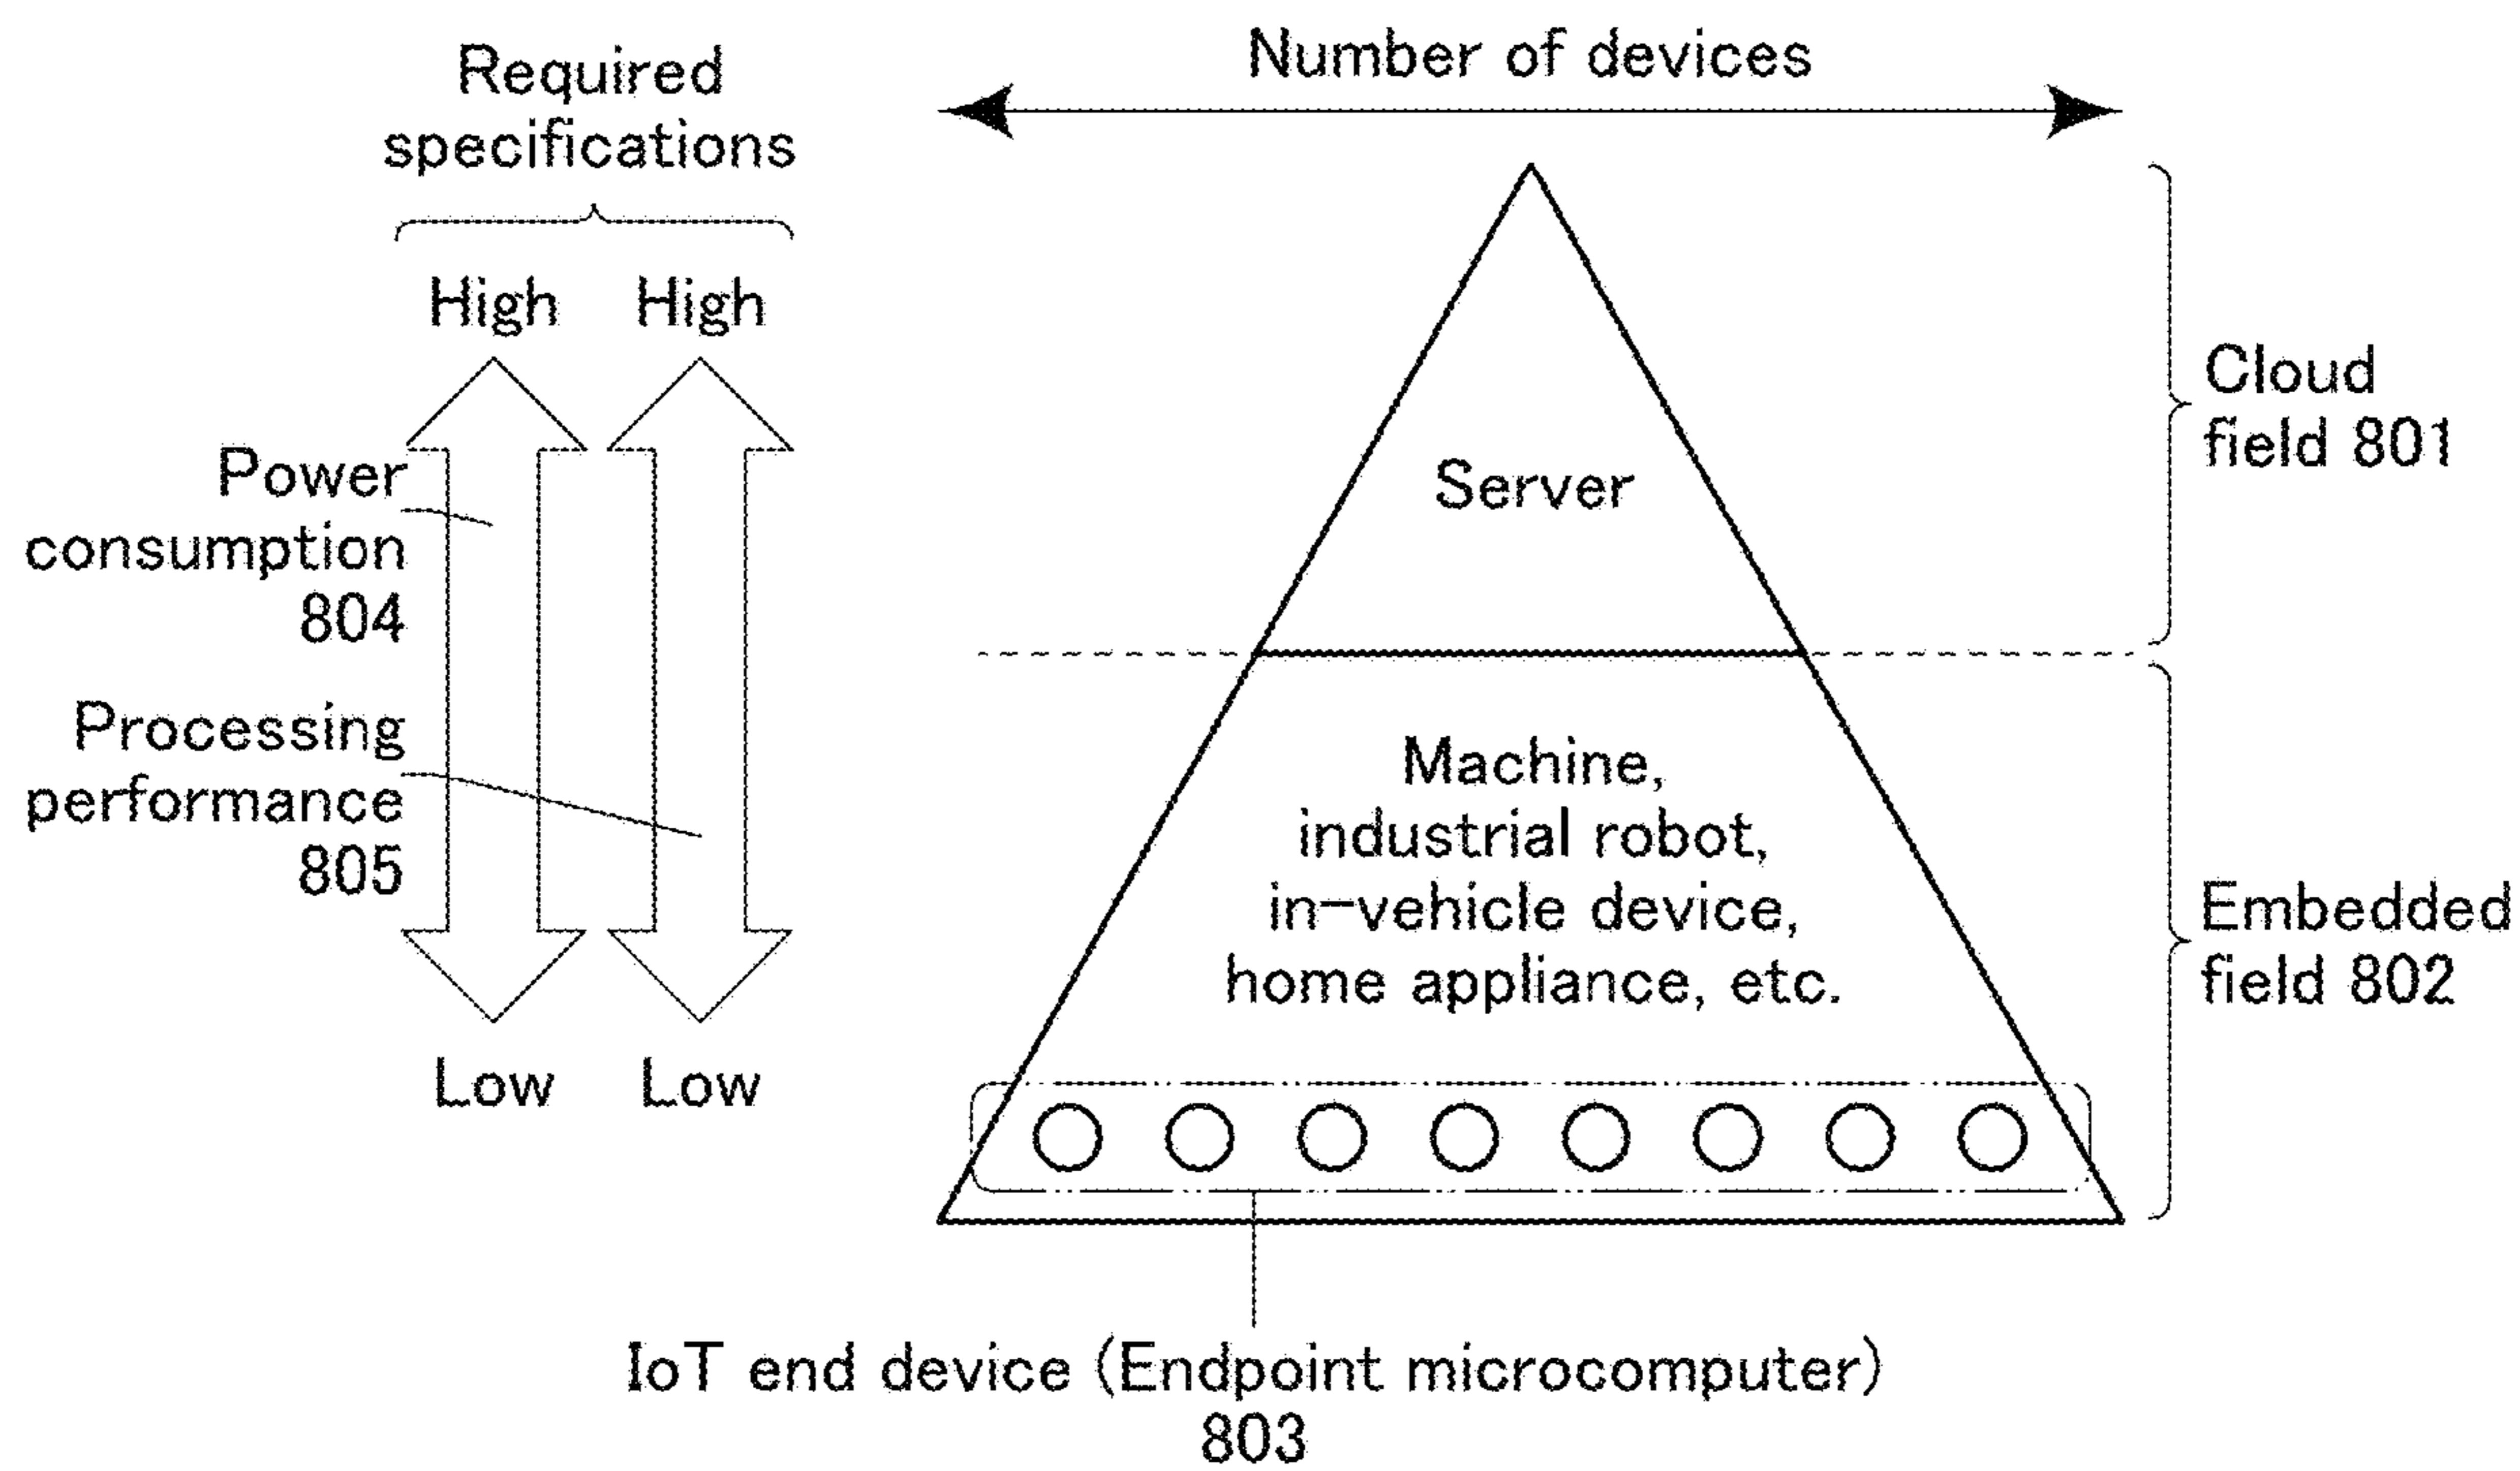 Required
specifications
High High
Power
consumption
804
Processing
performance
805
Low Low
Number of devices
Server
Machine,
industrial robot,
in-vehicle device,
home appliance, etc.
Cloud
field 801
Embedded
field 802
IoT end device (Endpoint microcomputer)
803